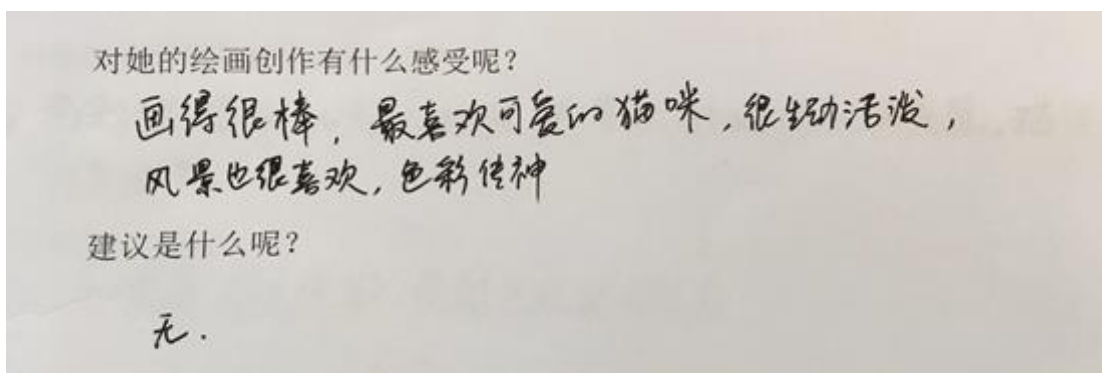 对她的绘画创作有什么感受呢？
画得很棒，最喜欢可爱的猫咪，很生动活泼，
风景也很喜欢，色彩传神
建议是什么呢？
无.